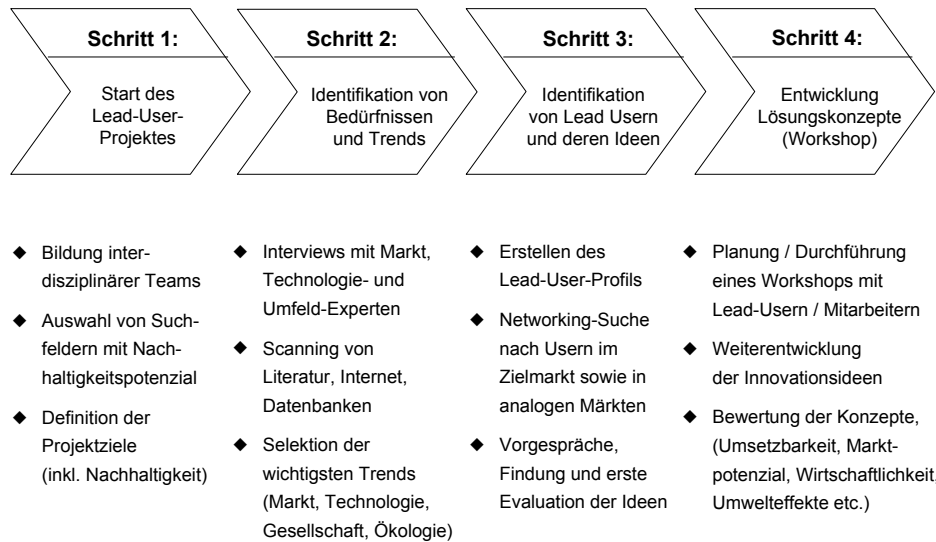 Schritt 1:
Start des
Lead-User-
Projektes
Schritt 2:
Identifikation von
Bedürfnissen
und Trends
Schritt 3:
Identifikation
von Lead Usern
und deren Ideen
Schritt 4:
Entwicklung
Lösungskonzepte
(Workshop)
◆ Bildung inter-
disziplinärer Teams
◆ Auswahl von Such-
feldern mit Nach-
haltigkeitspotenzial
◆ Definition der
Projektziele
(inkl. Nachhaltigkeit)
◆ Interviews mit Markt,
Technologie- und
Umfeld-Experten
◆ Scanning von
Literatur, Internet,
Datenbanken
◆ Selektion der
wichtigsten Trends
(Markt, Technologie,
Gesellschaft, Ökologie)
◆ Erstellen des
Lead-User-Profils
◆ Networking-Suche
nach Usern im
Zielmarkt sowie in
analogen Märkten
◆ Vorgespräche,
Findung und erste
Evaluation der Ideen
◆ Planung / Durchführung
eines Workshops mit
Lead-Usern / Mitarbeitern
◆ Weiterentwicklung
der Innovationsideen
◆ Bewertung der Konzepte,
(Umsetzbarkeit, Markt-
potenzial, Wirtschaftlichkeit,
Umwelteffekte etc.)